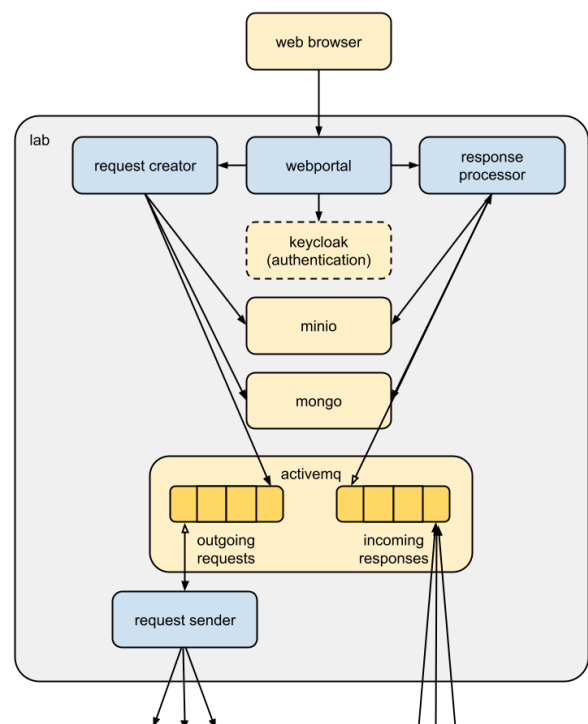 web browser
lab
request creator
webportal
response
processor
keycloak
(authentication)
minio
mongo
activemq
outgoing
requests
incoming
responses
request sender